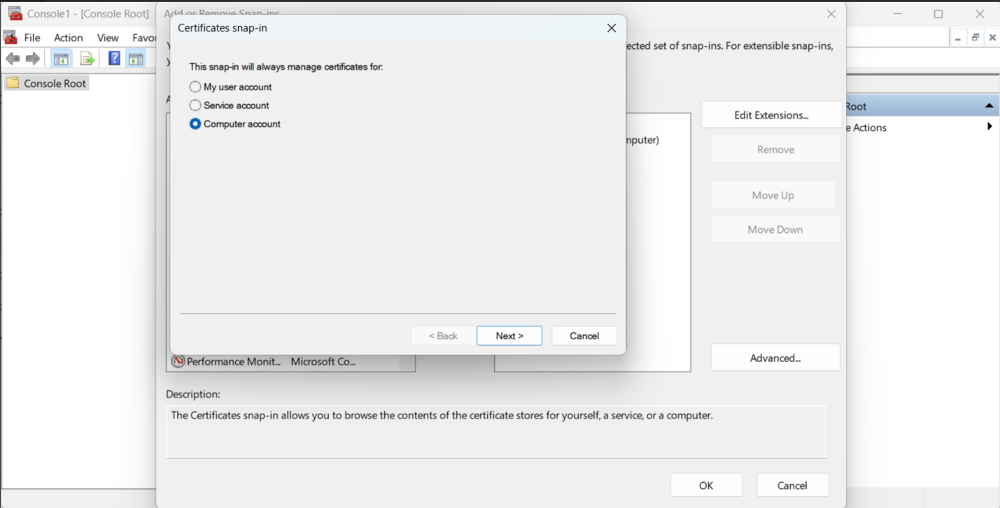 Console1 - [Console Root]
Add or Remove Snap-ins
File Action View Favo
Certificates snap-in
ected set of snap-ins. For extensible snap-ins,
This snap-in will always manage certificates for:
My user account
Service account
Computer account
Console Root
mputer)
Edit Extensions...
Remove
Move Up
Move Down
Advanced...
Root
e Actions
< Back
Next >
Cancel
Performance Monit... Microsoft Co...
Description:
The Certificates snap-in allows you to browse the contents of the certificate stores for yourself, a service, or a computer.
OK
Cancel